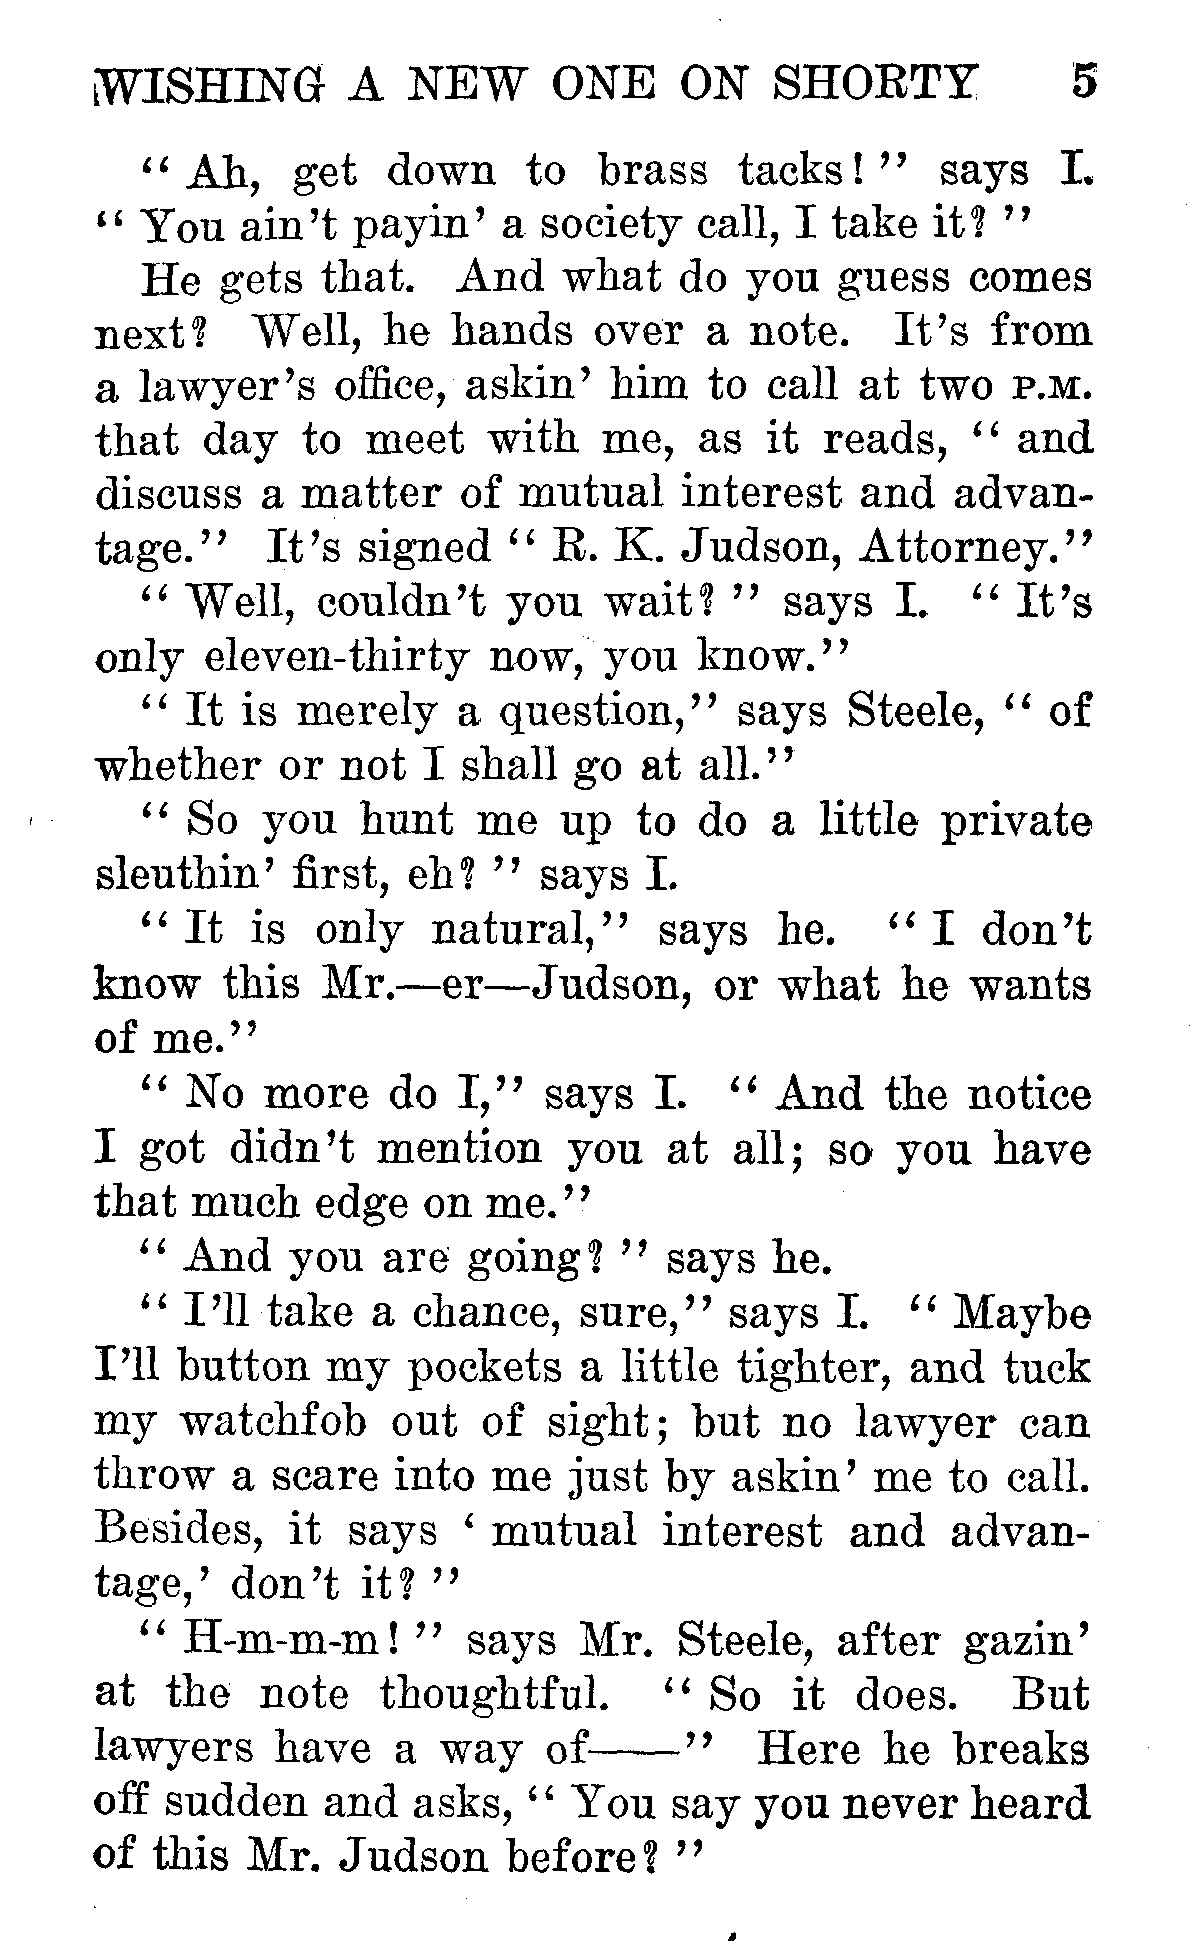 WISHING A NEW ONE ON SHORTY 5
“ Ah, get down to brass tacks! ” says I.
“ You ain’t payin’ a society call, I take it? ”
He gets that. And what do you guess comes
next? Well, he hands over a note. It’s from
a lawyer’s office, askin’ him to call at two P.M.
that day to meet with me, as it reads, “ and
discuss a matter of mutual interest and advan-
tage.” It’s signed “ R. K. Judson, Attorney.”
“ Well, couldn’t you wait? ” says I. “ It’s
only eleven-thirty now, you know.”
“ It is merely a question,” says Steele, “ of
whether or not I shall go at all.”
“ So you hunt me up to do a little private
sleuthin’ first, eh? ” says I.
“ It is only natural,” says he. “ I don’t
know this Mr.—er—Judson, or what he wants
of me.”
“ No more do I,” says I. “ And the notice
I got didn’t mention you at all; so you have
that much edge on me.”
“ And you are going? ” says he.
“ I’ll take a chance, sure,” says I. “ Maybe
I’ll button my pockets a little tighter, and tuck
my watchfob out of sight; but no lawyer can
throw a scare into me just by askin’ me to call.
Besides, it says ‘ mutual interest and advan-
tage,’ don’t it? ”
“ H-m-m-m! ” says Mr. Steele, after gazin’
at the note thoughtful. “ So it does. But
lawyers have a way of——” Here he breaks
off sudden and asks, “ You say you never heard
of this Mr. Judson before? ”